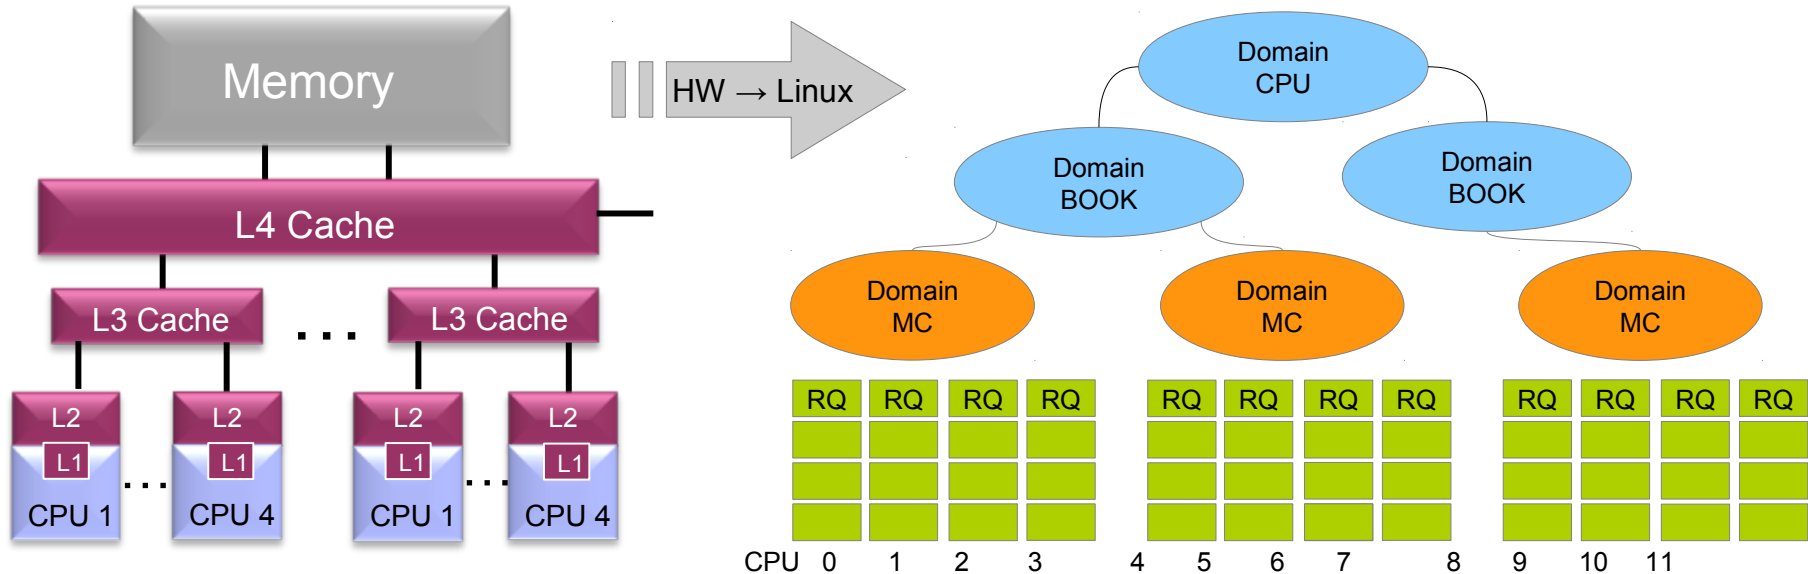 Memory
L4 Cache
L3 Cache
. . .
L3 Cache
L2
L1
CPU 1
. . .
L2
L1
CPU 4
L2
L1
CPU 1
. . .
L2
L1
CPU 4
HW → Linux
Domain
CPU
Domain
BOOK
Domain
BOOK
Domain
MC
Domain
MC
Domain
MC
RQ RQ RQ RQ RQ RQ RQ RQ RQ RQ RQ RQ
CPU 0 1 2 3 4 5 6 7 8 9 10 11